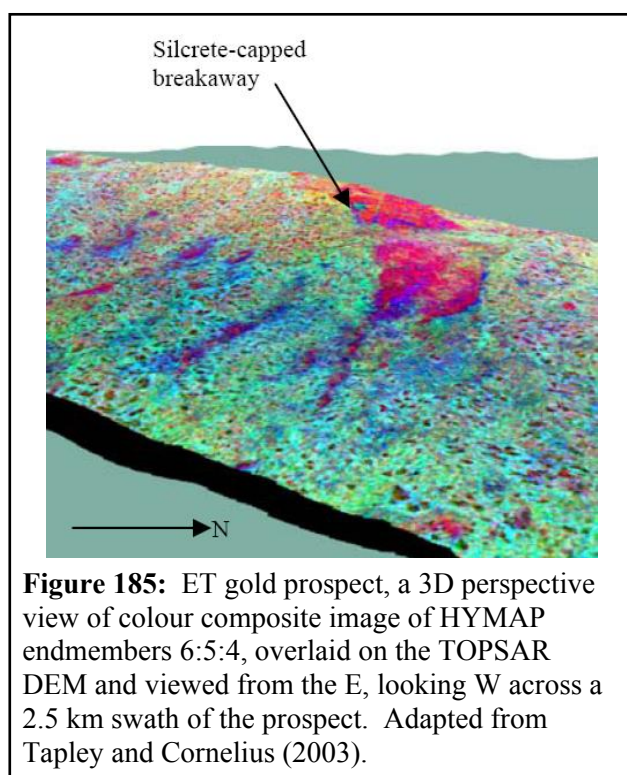 Silcrete-capped
breakaway
N
Figure 185: ET gold prospect, a 3D perspective
view of colour composite image of HYMAP
endmembers 6:5:4, overlaid on the TOPSAR
DEM and viewed from the E, looking W across a
2.5 km swath of the prospect. Adapted from
Tapley and Cornelius (2003).